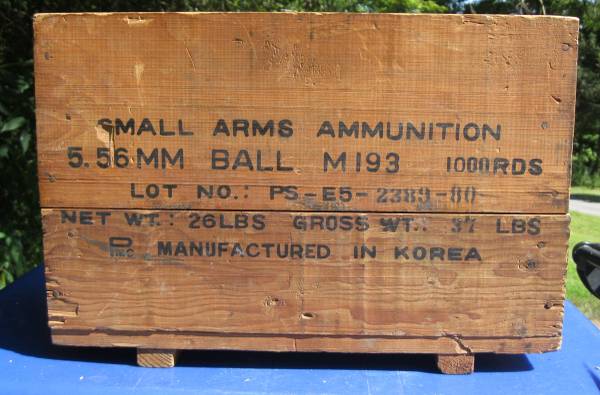 SMALL ARMS AMMUNITION
5.56MM BALL M193 1000RDS
LOT NO.: PS-E5-2389-80
NET WT.: 26LBS GROSS WT.: 37 LBS
MANUFACTURED IN KOREA